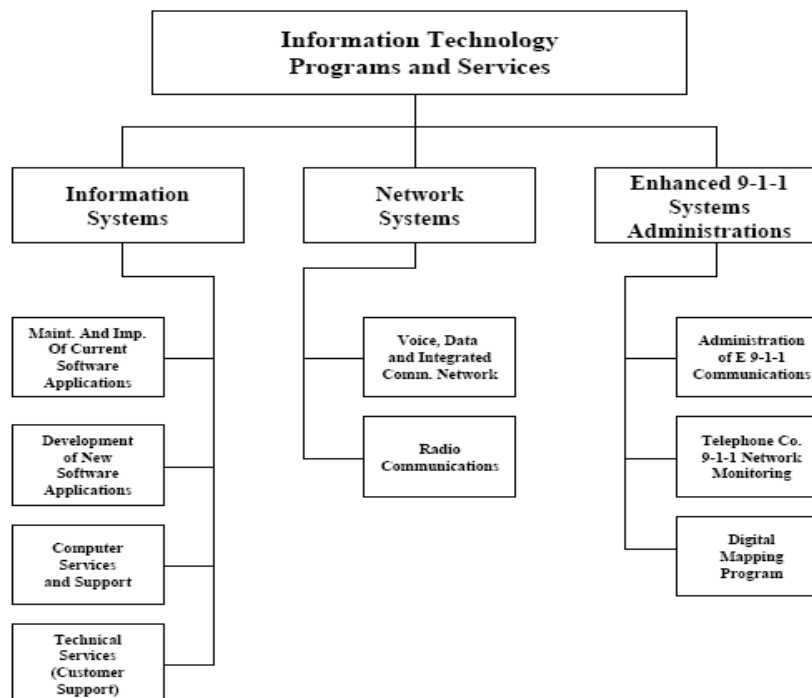 Information Technology
Programs and Services
Information
Systems
Network
Systems
Enhanced 9-1-1
Systems
Administrations
Maint. And Imp.
Of Current
Software
Applications
Development
of New
Software
Applications
Computer
Services
and Support
Technical
Services
(Customer
Support)
Voice, Data
and Integrated
Comm. Network
Radio
Communications
Administration
of E 9-1-1
Communications
Telephone Co.
9-1-1 Network
Monitoring
Digital
Mapping
Program